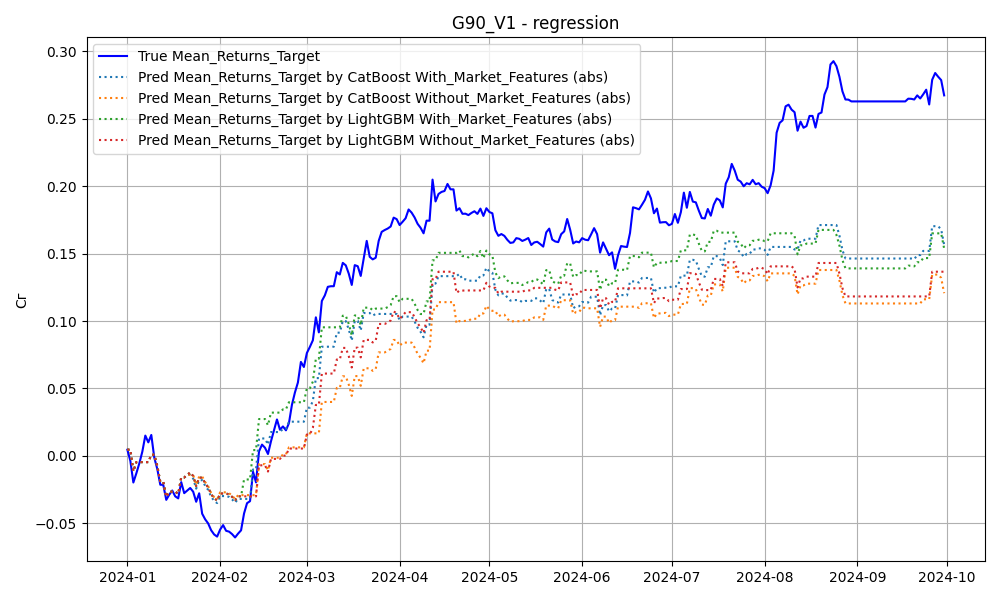 G90_V1 - regression
True Mean_Returns_Target
Pred Mean_Returns_Target by CatBoost With_Market_Features (abs)
Pred Mean_Returns_Target by CatBoost Without_Market_Features (abs)
Pred Mean_Returns_Target by LightGBM With_Market_Features (abs)
Pred Mean_Returns_Target by LightGBM Without_Market_Features (abs)
0.30
0.25
0.20
0.15
0.10
0.05
0.00
−0.05
Cr
2024-01 2024-02 2024-03 2024-04 2024-05 2024-06 2024-07 2024-08 2024-09 2024-10